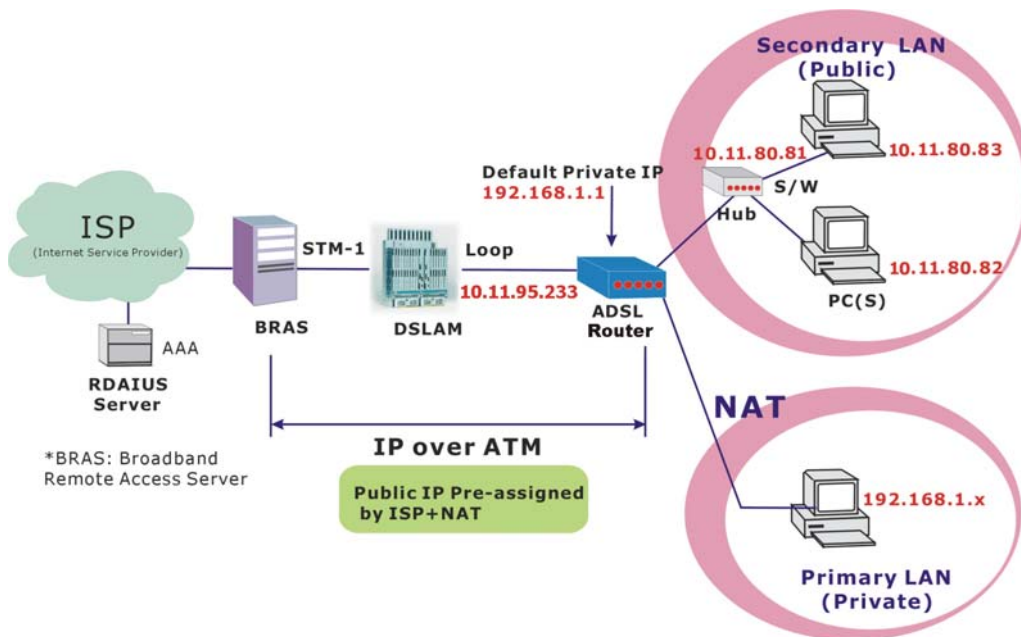 Secondary LAN
(Public)
10.11.80.81
10.11.80.83
Default Private IP
192.168.1.1
S/W
Hub
ISP
(Internet Service Provider)
STM-1
Loop
10.11.95.233
10.11.80.82
PC(S)
BRAS
DSLAM
ADSL
Router
AAA
RDAIUS
Server
NAT
IP over ATM
*BRAS: Broadband
Remote Access Server
Public IP Pre-assigned
by ISP+NAT
192.168.1.x
Primary LAN
(Private)